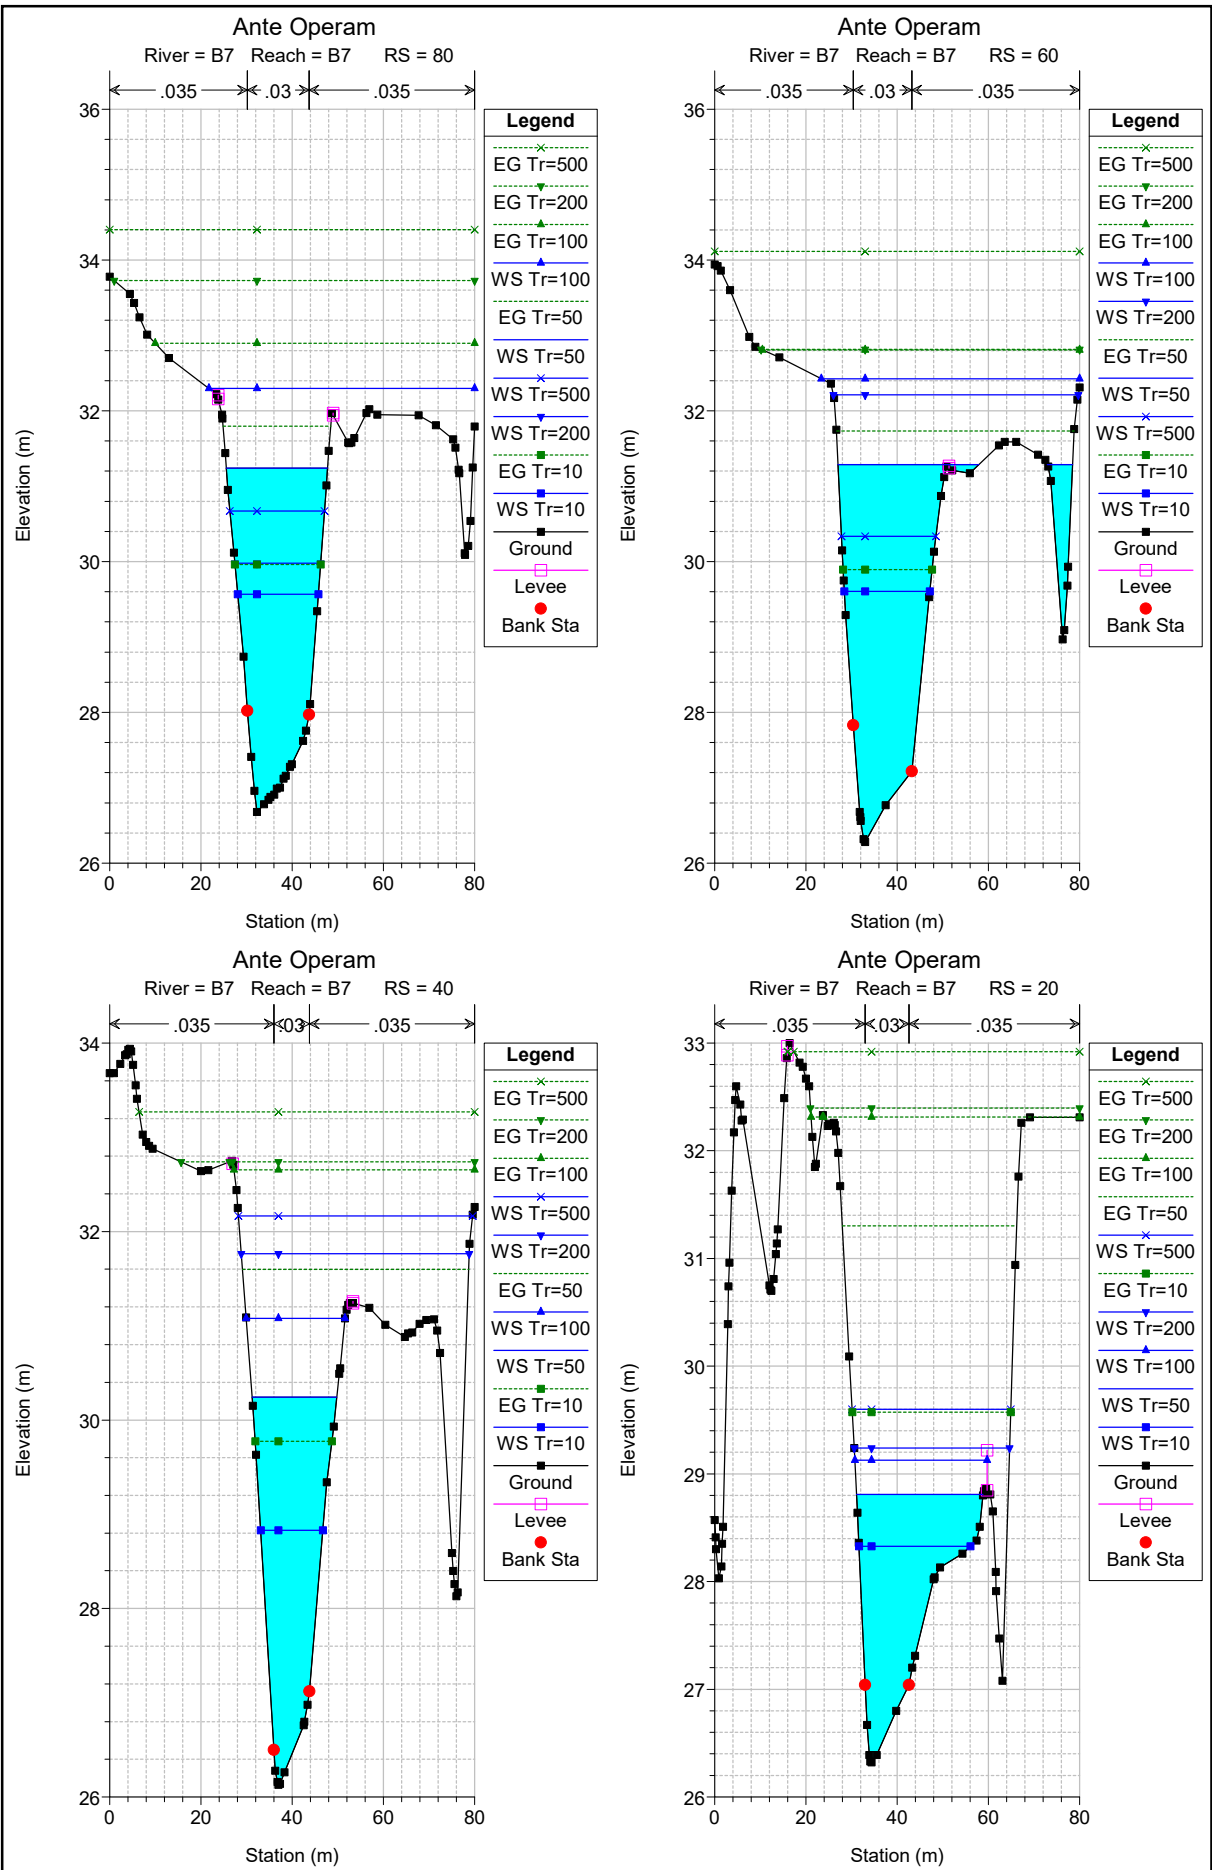 Ante Operam
River = B7 Reach = B7 RS = 80
.035 .03 .035
36
34
32
30
28
26
0 20 40 60 80
Station (m)
Elevation (m)
Legend
EG Tr=500
EG Tr=200
EG Tr=100
WS Tr=100
EG Tr=50
WS Tr=50
WS Tr=500
WS Tr=200
EG Tr=10
WS Tr=10
Ground
Levee
Bank Sta
Ante Operam
River = B7 Reach = B7 RS = 60
.035 .03 .035
36
34
32
30
28
26
0 20 40 60 80
Station (m)
Elevation (m)
Legend
EG Tr=500
EG Tr=200
EG Tr=100
WS Tr=100
WS Tr=200
EG Tr=50
WS Tr=50
WS Tr=500
EG Tr=10
WS Tr=10
Ground
Levee
Bank Sta
Ante Operam
River = B7 Reach = B7 RS = 40
.035 .03 .035
34
32
30
28
26
0 20 40 60 80
Station (m)
Elevation (m)
Legend
EG Tr=500
EG Tr=200
EG Tr=100
WS Tr=500
WS Tr=200
EG Tr=50
WS Tr=100
WS Tr=50
EG Tr=10
WS Tr=10
Ground
Levee
Bank Sta
Ante Operam
River = B7 Reach = B7 RS = 20
.035 .03 .035
33
32
31
30
29
28
27
26
0 20 40 60 80
Station (m)
Elevation (m)
Legend
EG Tr=500
EG Tr=200
EG Tr=100
EG Tr=50
WS Tr=500
EG Tr=10
WS Tr=200
WS Tr=100
WS Tr=50
WS Tr=10
Ground
Levee
Bank Sta